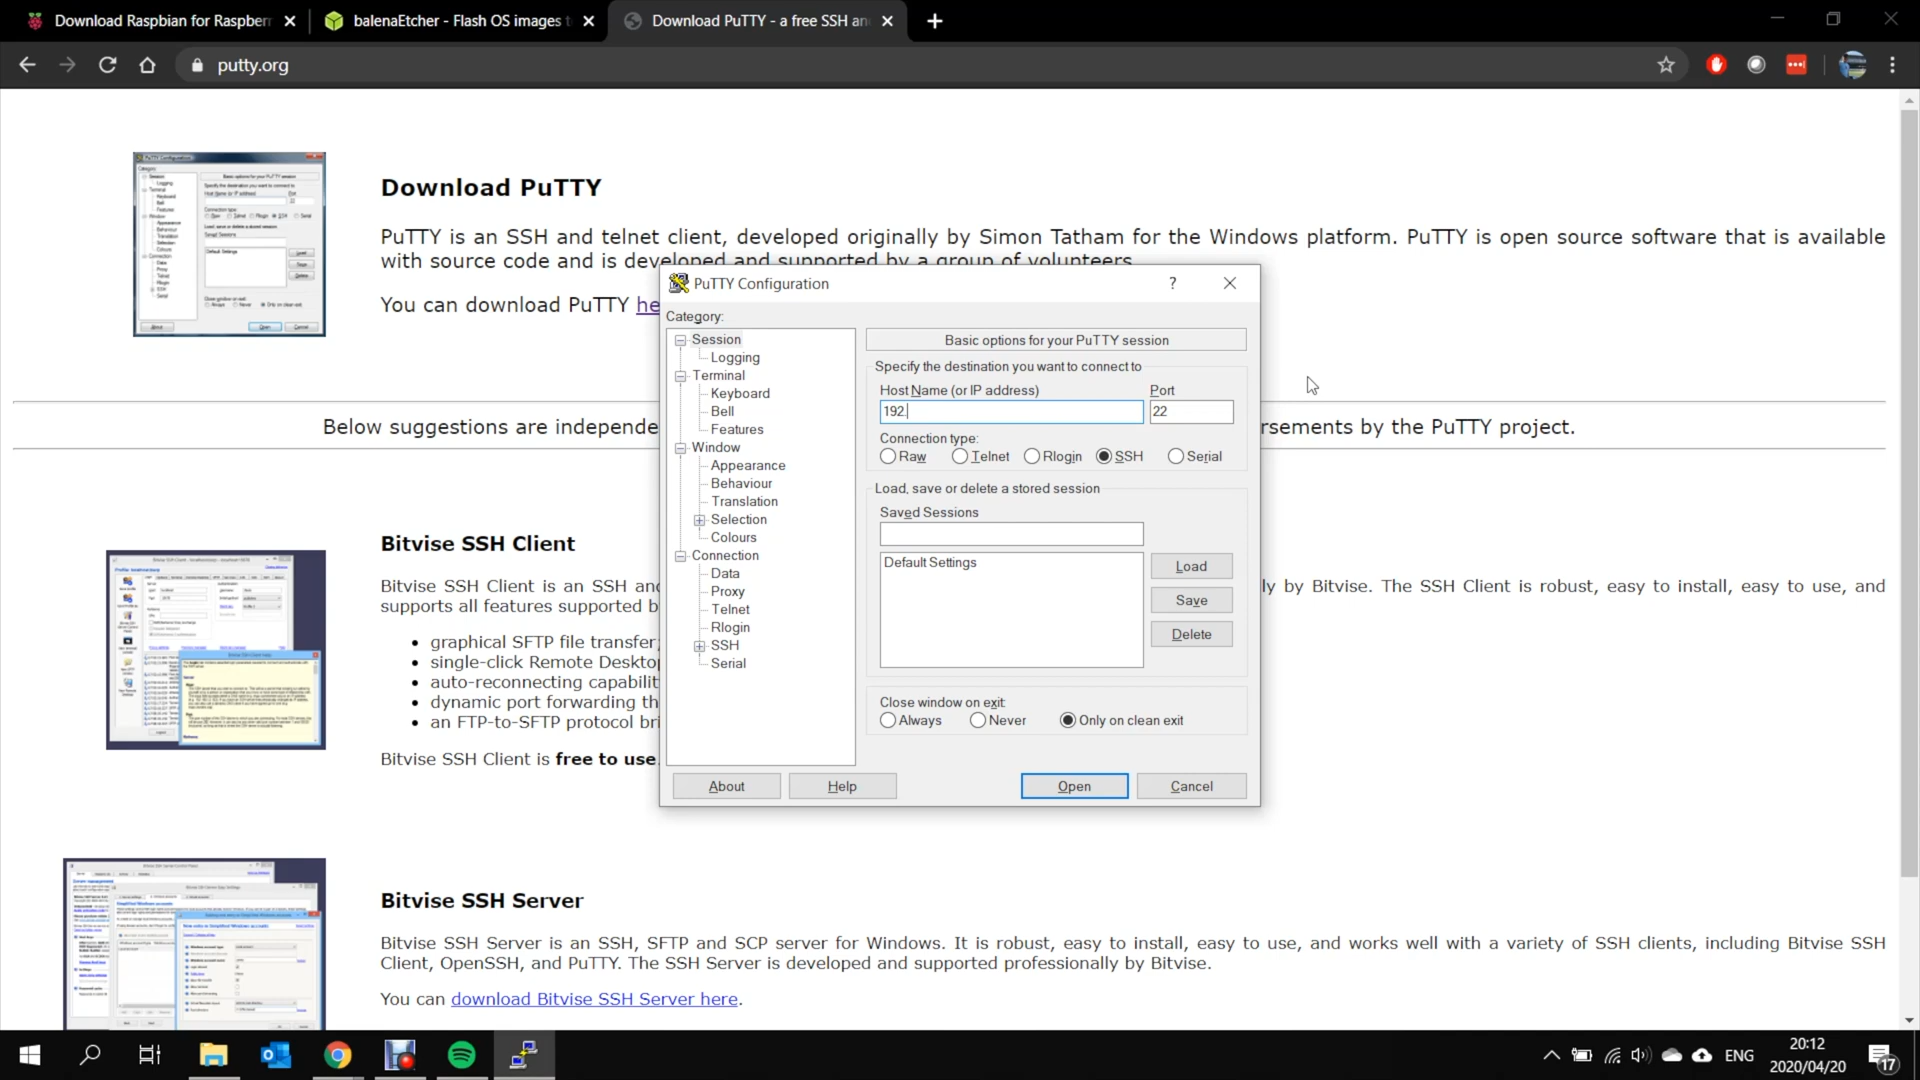 Download Raspbian for Raspberr
balenaEtcher - Flash OS images t
Download PuTTY - a free SSH an
putty.org
Download PuTTY
PuTTY is an SSH and telnet client, developed originally by Simon Tatham for the Windows platform. PuTTY is open source software that is available
with source code and is developed and supported by a group of volunteers.
You can download PuTTY he
Below suggestions are independe
rsements by the PuTTY project.
PuTTY Configuration
?
Category:
Session
Logging
Terminal
Keyboard
Bell
Features
Window
Appearance
Behaviour
Translation
Selection
Colours
Connection
Data
Proxy
Telnet
Rlogin
SSH
Serial
Basic options for your PuTTY session
Specify the destination you want to connect to
Host Name (or IP address)
Port
192.
22
Connection type:
Raw
Telnet
Rlogin
SSH
Serial
Load, save or delete a stored session
Saved Sessions
Default Settings
Load
Save
Delete
Close window on exit:
Always
Never
Only on clean exit
About
Help
Open
Cancel
Bitvise SSH Client
Bitvise SSH Client is an SSH and
ly by Bitvise. The SSH Client is robust, easy to install, easy to use, and
supports all features supported b
graphical SFTP file transfer;
single-click Remote Deskto
auto-reconnecting capabilit
dynamic port forwarding th
an FTP-to-SFTP protocol bri
Bitvise SSH Client is free to use.
Bitvise SSH Server
Bitvise SSH Server is an SSH, SFTP and SCP server for Windows. It is robust, easy to install, easy to use, and works well with a variety of SSH clients, including Bitvise SSH
Client, OpenSSH, and PuTTY. The SSH Server is developed and supported professionally by Bitvise.
You can download Bitvise SSH Server here.
ENG
20:12
2020/04/20
17